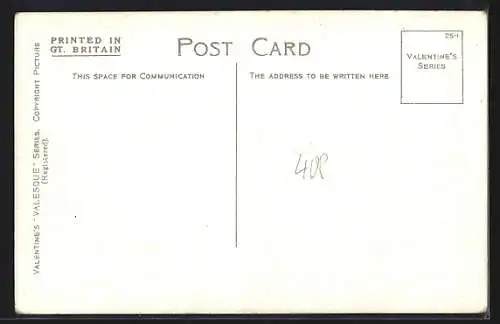 PRINTED IN
GT. BRITAIN
POST CARD
THIS SPACE FOR COMMUNICATION
THE ADDRESS TO BE WRITTEN HERE
25-1
VALENTINE'S
SERIES
VALENTINE'S "VALESQUE" SERIES. COPYRIGHT PICTURE
(Registered).